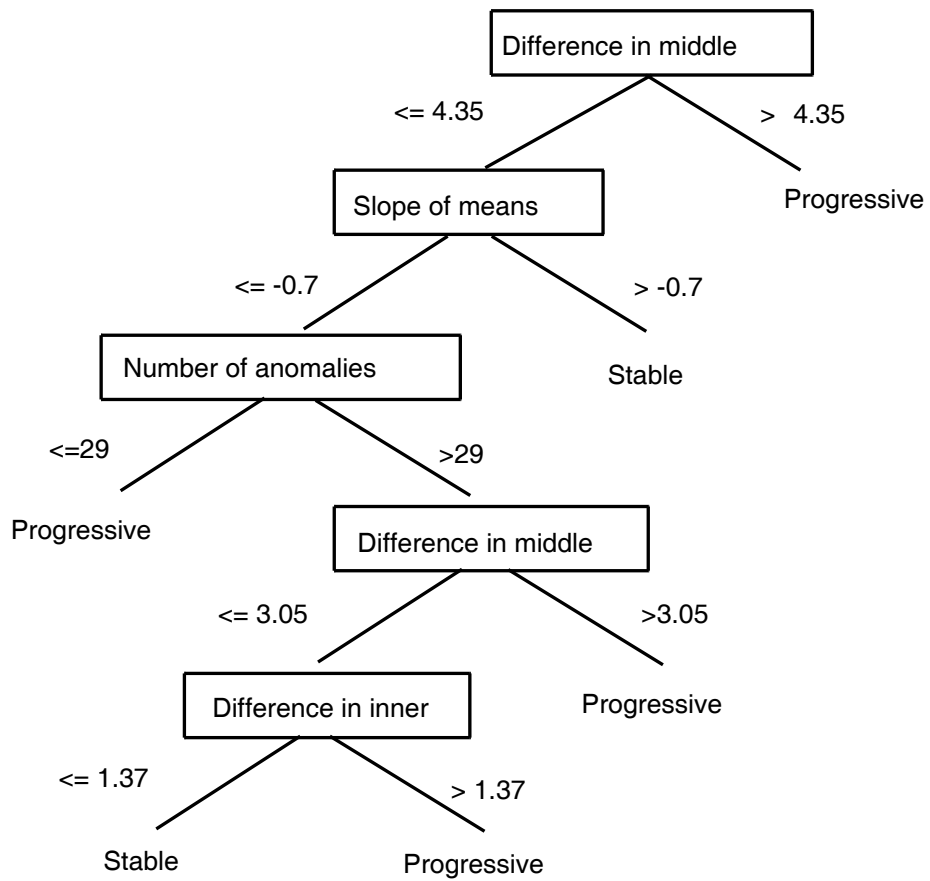 Difference in middle
<= 4.35
> 4.35
Progressive
Slope of means
<= -0.7
> -0.7
Stable
Number of anomalies
<=29
>29
Progressive
Difference in middle
<= 3.05
>3.05
Progressive
Difference in inner
<= 1.37
> 1.37
Stable
Progressive